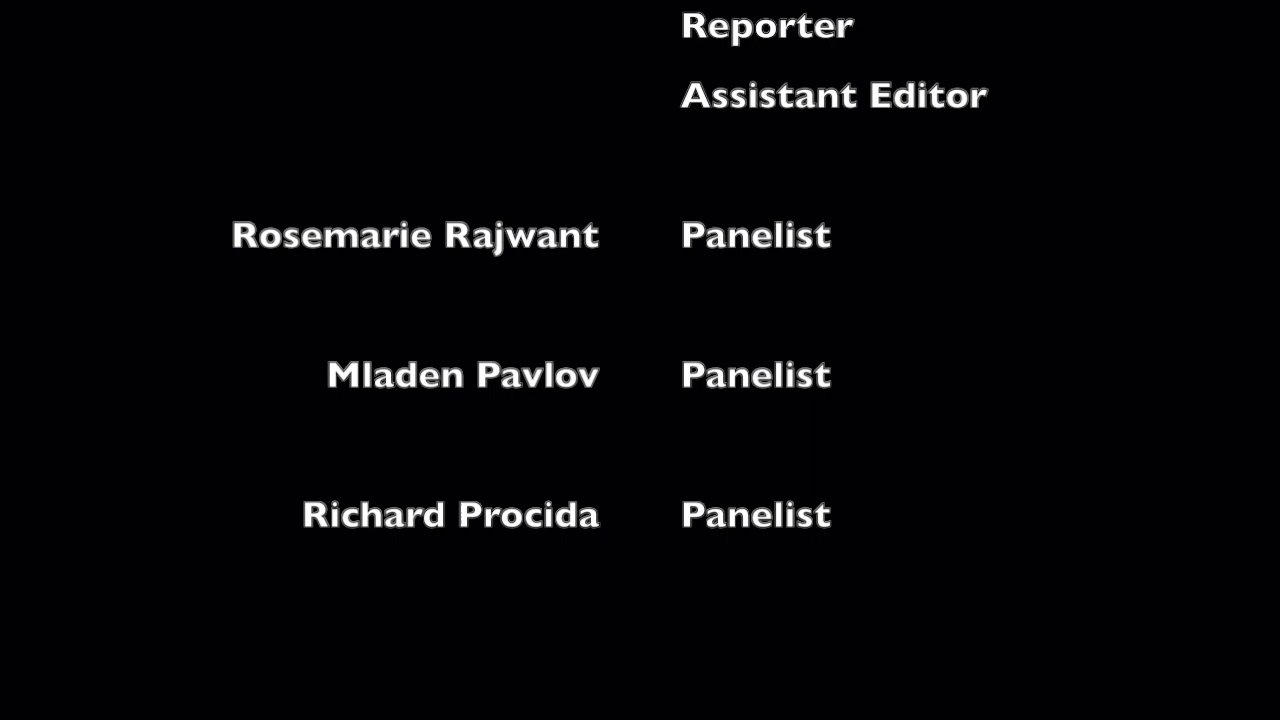 Reporter
Assistant Editor
Rosemarie Rajwant Panelist
Mladen Pavlov Panelist
Richard Procida Panelist